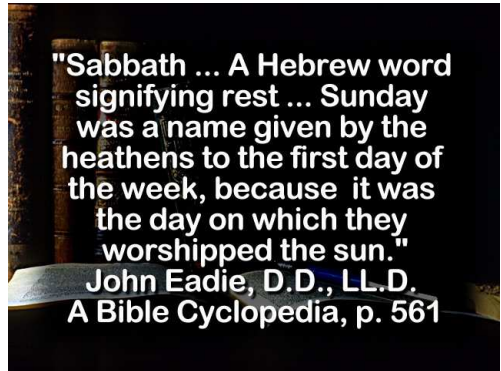 "Sabbath ... A Hebrew word
signifying rest ... Sunday
was a name given by the
heathens to the first day of
the week, because it was
the day on which they
worshipped the sun."
John Eadie, D.D., LL.D.
A Bible Cyclopedia, p. 561